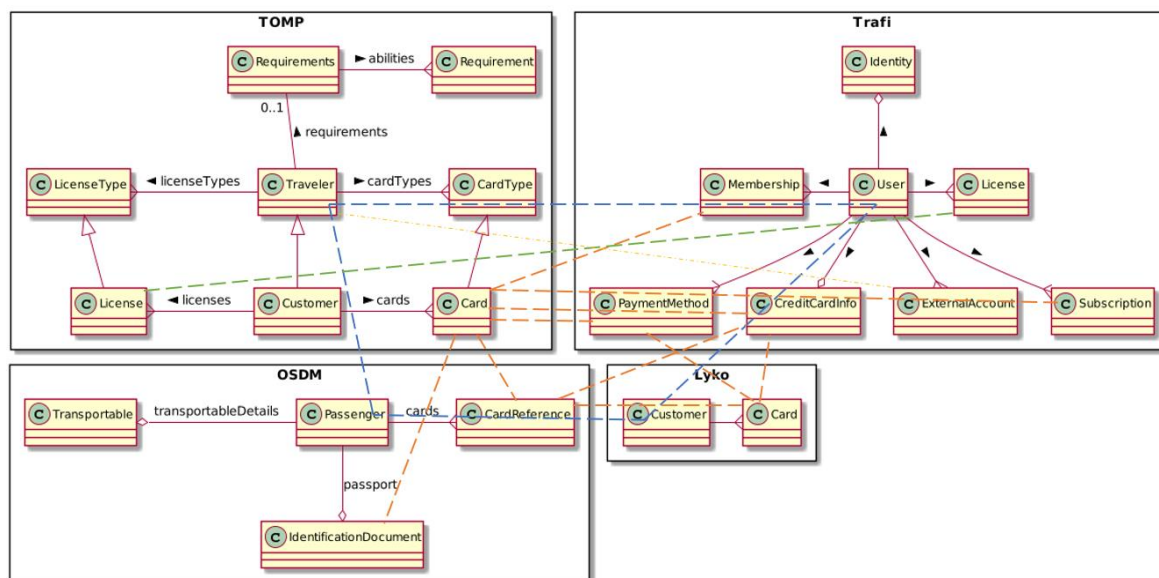 TOMP
C Requirements
abilities
C Requirement
0..1
requirements
C LicenseType
licenseTypes
C Traveler
cardTypes
C CardType
C License
licenses
C Customer
cards
C Card
Trafi
C Identity
C Membership
C User
C License
C PaymentMethod
C CreditCardInfo
C ExternalAccount
C Subscription
OSDM
C Transportable
transportableDetails
C Passenger
cards
C CardReference
passport
C IdentificationDocument
Lyko
C Customer
C Card